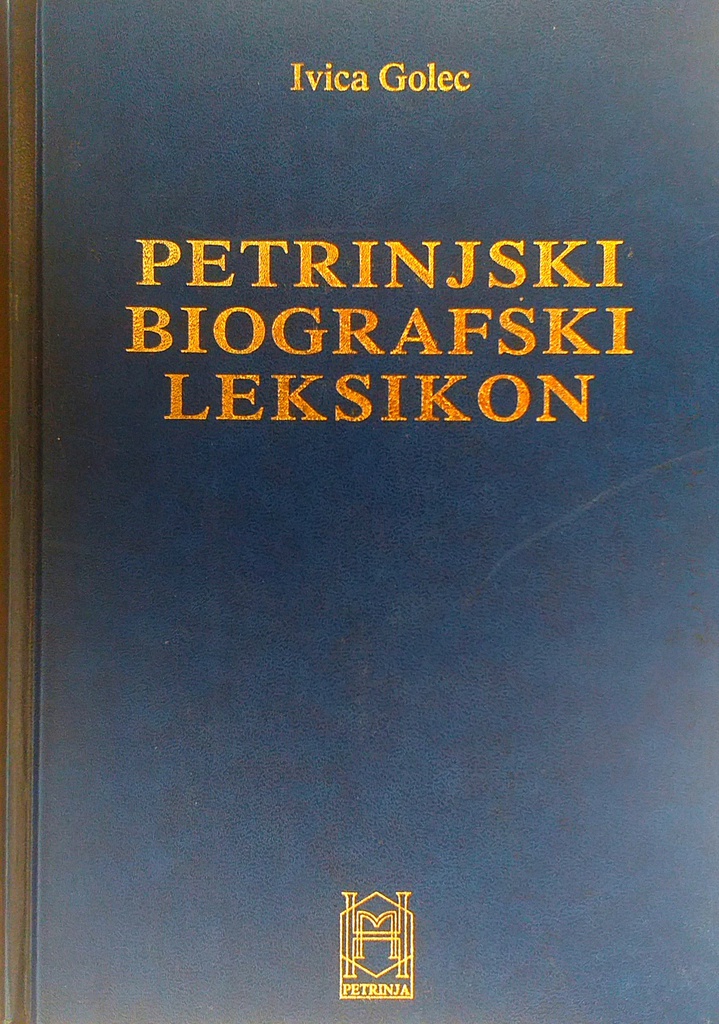 Ivica Golec
PETRINJSKI
BIOGRAFSKI
LEKSIKON
PETRINJA